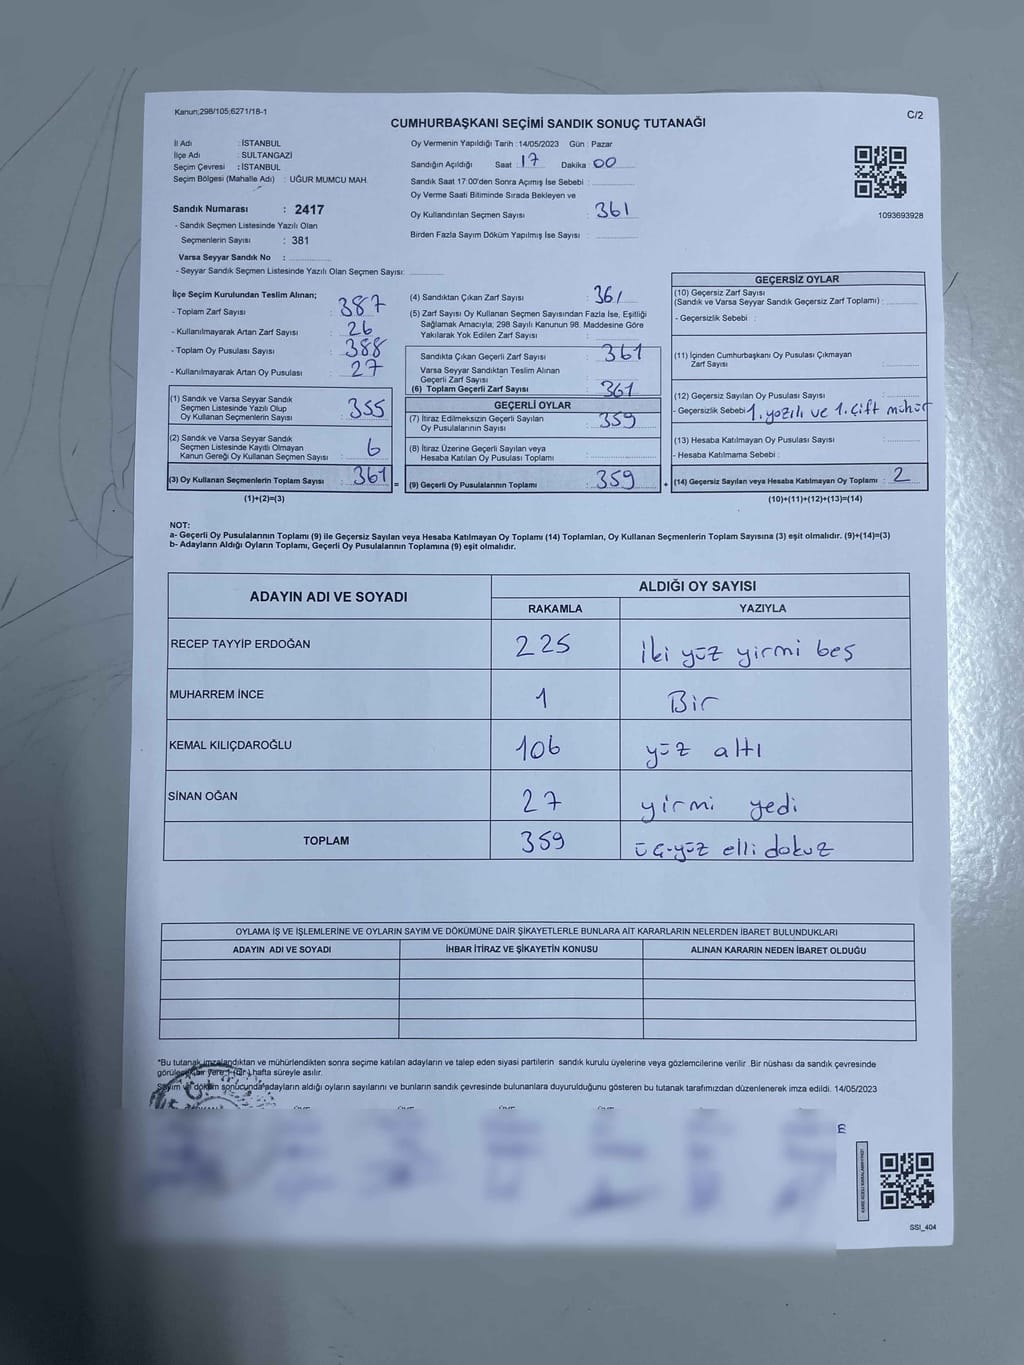 Kanun;298/105;6271/18-1
C/2
CUMHURBAŞKANI SEÇİMİ SANDIK SONUÇ TUTANAĞI
İl Adı : İSTANBUL
İlçe Adı : SULTANGAZİ
Seçim Çevresi : İSTANBUL
Seçim Bölgesi (Mahalle Adı) : UĞUR MUMCU MAH.
Sandık Numarası : 2417
- Sandık Seçmen Listesinde Yazılı Olan
Seçmenlerin Sayısı : 381
Varsa Seyyar Sandık No :
- Seyyar Sandık Seçmen Listesinde Yazılı Olan Seçmen Sayısı:
Oy Vermenin Yapıldığı Tarih : 14/05/2023 Gün : Pazar
Sandığın Açıldığı Saat : 17 Dakika 00
Sandık Saat 17:00'den Sonra Açımış İse Sebebi :
Oy Verme Saati Bitiminde Sırada Bekleyen ve
Oy Kullandırılan Seçmen Sayısı : 361
Birden Fazla Sayım Döküm Yapılmış İse Sayısı :
1093693928
İlçe Seçim Kurulundan Teslim Alınan;
- Toplam Zarf Sayısı : 387
- Kullanılmayarak Artan Zarf Sayısı : 26
- Toplam Oy Pusulası Sayısı : 388
- Kullanılmayarak Artan Oy Pusulası : 27
(1) Sandık ve Varsa Seyyar Sandık
Seçmen Listesinde Yazılı Olup
Oy Kullanan Seçmenlerin Sayısı : 355
(2) Sandık ve Varsa Seyyar Sandık
Seçmen Listesinde Kayıtlı Olmayan
Kanun Gereği Oy Kullanan Seçmen Sayısı : 6
(3) Oy Kullanan Seçmenlerin Toplam Sayısı : 361
(1)+(2)=(3)
(4) Sandıktan Çıkan Zarf Sayısı : 361
(5) Zarf Sayısı Oy Kullanan Seçmen Sayısından Fazla İse, Eşitliği
Sağlamak Amacıyla; 298 Sayılı Kanunun 98. Maddesine Göre
Yakılarak Yok Edilen Zarf Sayısı :
Sandıkta Çıkan Geçerli Zarf Sayısı : 361
Varsa Seyyar Sandıktan Teslim Alınan
Geçerli Zarf Sayısı :
(6) Toplam Geçerli Zarf Sayısı : 361
GEÇERLİ OYLAR
(7) İtiraz Edilmeksizin Geçerli Sayılan
Oy Pusulalarının Sayısı : 359
(8) İtiraz Üzerine Geçerli Sayılan veya
Hesaba Katılan Oy Pusulası Toplamı :
= (9) Geçerli Oy Pusulalarının Toplamı : 359
GEÇERSİZ OYLAR
(10) Geçersiz Zarf Sayısı
(Sandık ve Varsa Seyyar Sandık Geçersiz Zarf Toplamı) :
- Geçersizlik Sebebi :
(11) İçinden Cumhurbaşkanı Oy Pusulası Çıkmayan
Zarf Sayısı :
(12) Geçersiz Sayılan Oy Pusulası Sayısı :
- Geçersizlik Sebebi 1. yazılı ve 1. çift mühür
(13) Hesaba Katılmayan Oy Pusulası Sayısı :
- Hesaba Katılmama Sebebi :
+ (14) Geçersiz Sayılan veya Hesaba Katılmayan Oy Toplamı : 2
(10)+(11)+(12)+(13)=(14)
NOT:
a- Geçerli Oy Pusulalarının Toplamı (9) ile Geçersiz Sayılan veya Hesaba Katılmayan Oy Toplamı (14) Toplamları, Oy Kullanan Seçmenlerin Toplam Sayısına (3) eşit olmalıdır. (9)+(14)=(3)
b- Adayların Aldığı Oyların Toplamı, Geçerli Oy Pusulalarının Toplamına (9) eşit olmalıdır.
ADAYIN ADI VE SOYADI
ALDIĞI OY SAYISI
RAKAMLA YAZIYLA
RECEP TAYYİP ERDOĞAN 225 İki yüz yirmi beş
MUHARREM İNCE 1 Bir
KEMAL KILIÇDAROĞLU 106 yüz altı
SİNAN OĞAN 27 yirmi yedi
TOPLAM 359 üç-yüz elli dokuz
OYLAMA İŞ VE İŞLEMLERİNE VE OYLARIN SAYIM VE DÖKÜMÜNE DAİR ŞİKAYETLERLE BUNLARA AİT KARARLARIN NELERDEN İBARET BULUNDUKLARI
ADAYIN ADI VE SOYADI İHBAR İTİRAZ VE ŞİKAYETİN KONUSU ALINAN KARARIN NEDEN İBARET OLDUĞU
*Bu tutanak imzalandıktan ve mühürlendikten sonra seçime katılan adayların ve talep eden siyasi partilerin sandık kurulu üyelerine veya gözlemcilerine verilir. Bir nüshası da sandık çevresinde
görülebilir yere 1 (bir) hafta süreyle asılır.
Sayım ve döküm sonucunda adayların aldığı oyların sayılarını ve bunların sandık çevresinde bulunanlara duyurulduğunu gösteren bu tutanak tarafımızdan düzenlenerek imza edildi. 14/05/2023
E
SSI_404